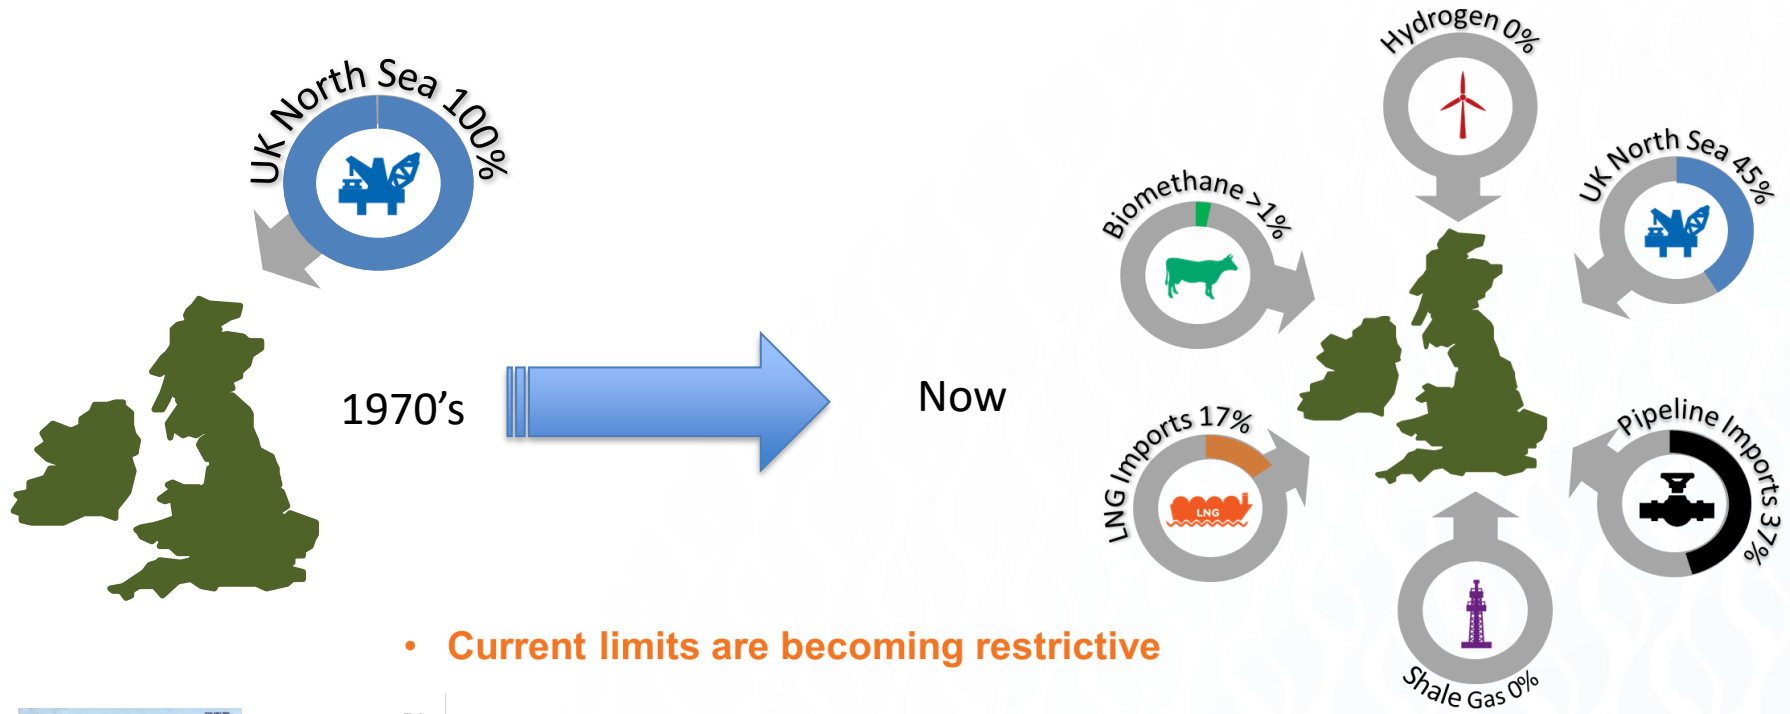 UK North Sea 100%
1970’s
Now
Hydrogen 0%
Biomethane >1%
UK North Sea 45%
LNG Imports 17%
LNG
Pipeline Imports 37%
Shale Gas 0%
• Current limits are becoming restrictive